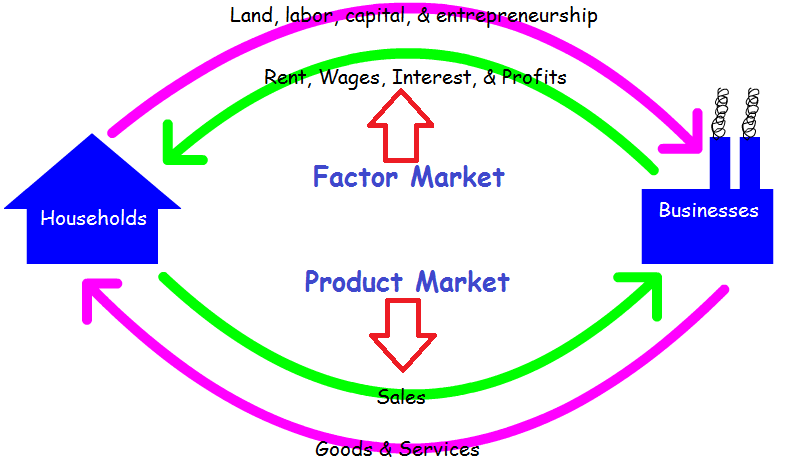 Land, labor, capital, & entrepreneurship
Rent, Wages, Interest, & Profits
Factor Market
Households
Businesses
Product Market
Sales
Goods & Services